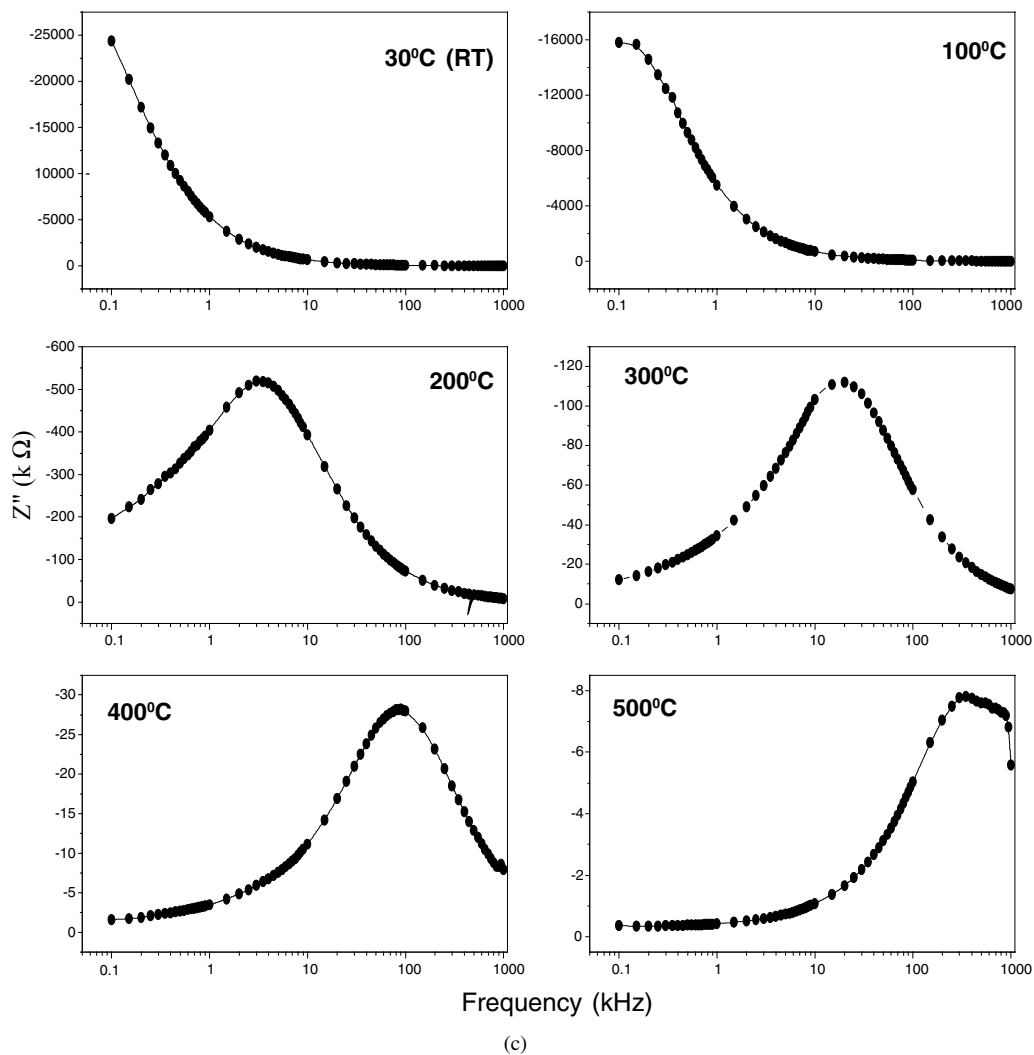 30⁰C (RT)
-25000
-20000
-15000
10000-
-5000
0
0.1 1 10 100 1000
100⁰C
-16000
-12000
-8000
-4000
0
0.1 1 10 100 1000
200⁰C
-600
-500
-400
-300
-200
-100
0
0.1 1 10 100 1000
300⁰C
-120
-100
-80
-60
-40
-20
0
0.1 1 10 100 1000
Z" (k Ω)
400⁰C
-30
-25
-20
-15
-10
-5
0
0.1 1 10 100 1000
500⁰C
-8
-6
-4
-2
0
0.1 1 10 100 1000
Frequency (kHz)
(c)